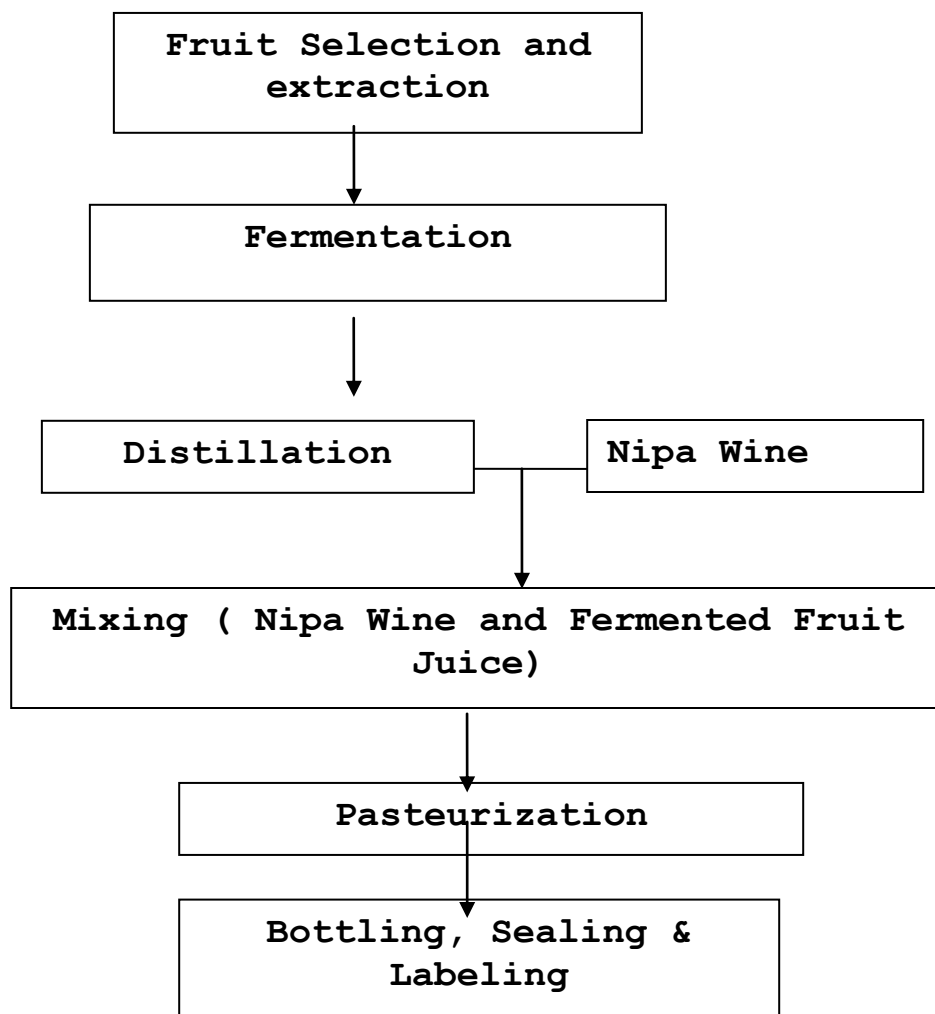 Fruit Selection and
extraction
Fermentation
Distillation
Nipa Wine
Mixing ( Nipa Wine and Fermented Fruit
Juice)
Pasteurization
Bottling, Sealing &
Labeling